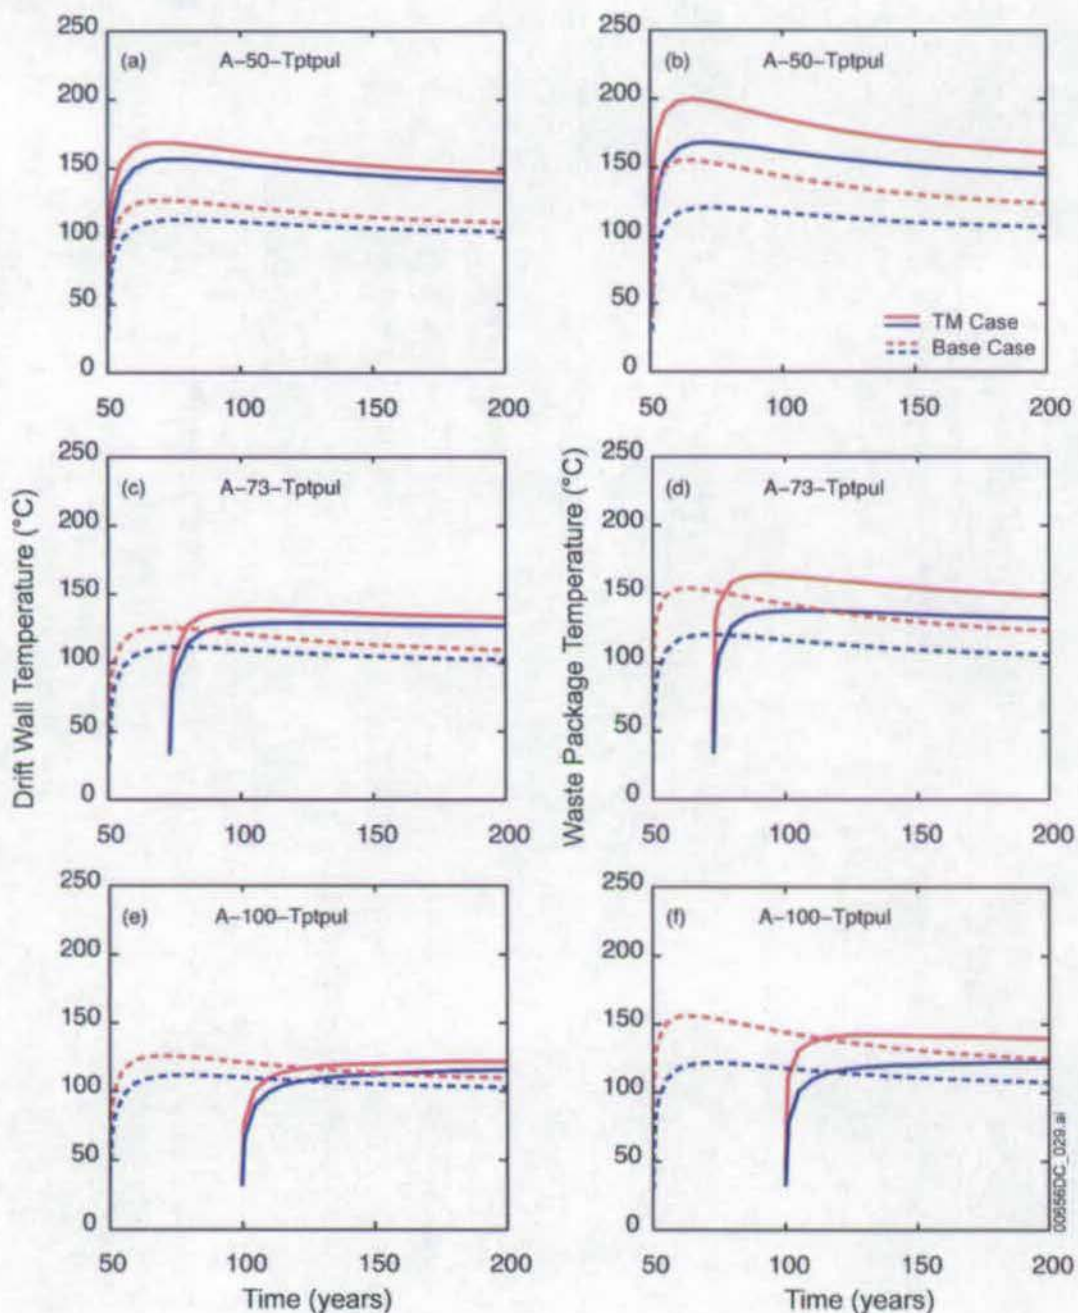 250
200
150
100
50
0
(a) A-50-Tptpul
50 100 150 200
250
200
150
100
50
0
(b) A-50-Tptpul
TM Case
Base Case
50 100 150 200
Drift Wall Temperature (°C)
250
200
150
100
50
0
(c) A-73-Tptpul
50 100 150 200
Waste Package Temperature (°C)
250
200
150
100
50
0
(d) A-73-Tptpul
50 100 150 200
250
200
150
100
50
0
(e) A-100-Tptpul
50 100 150 200
Time (years)
250
200
150
100
50
0
(f) A-100-Tptpul
50 100 150 200
Time (years)
00656DC_029.ai